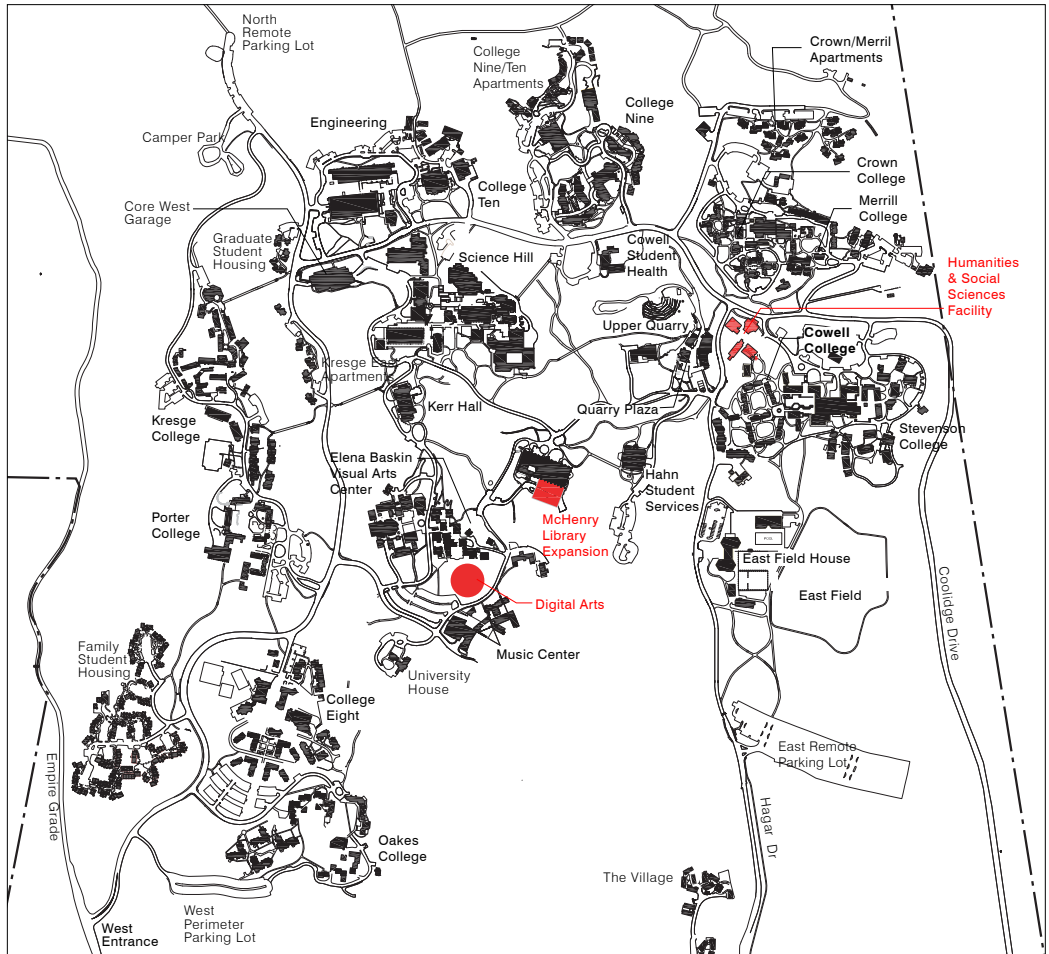 North
Remote
Parking Lot
College
Nine/Ten
Apartments
Crown/Merril
Apartments
Camper Park
Engineering
College
Nine
Crown
College
College
Ten
Core West
Garage
Merrill
College
Graduate
Student
Housing
Science Hill
Cowell
Student
Health
Humanities
& Social
Sciences
Facility
Upper Quarry
Cowell
College
Kresge East
Apartments
Kerr Hall
Quarry Plaza
Kresge
College
Stevenson
College
Elena Baskin
Visual Arts
Center
Hahn
Student
Services
Porter
College
McHenry
Library
Expansion
POOL
East Field House
East Field
Digital Arts
Coolidge Drive
Music Center
Family
Student
Housing
University
House
College
Eight
East Remote
Parking Lot
Empire Grade
Hagar Dr
Oakes
College
The Village
West
Perimeter
Parking Lot
West
Entrance